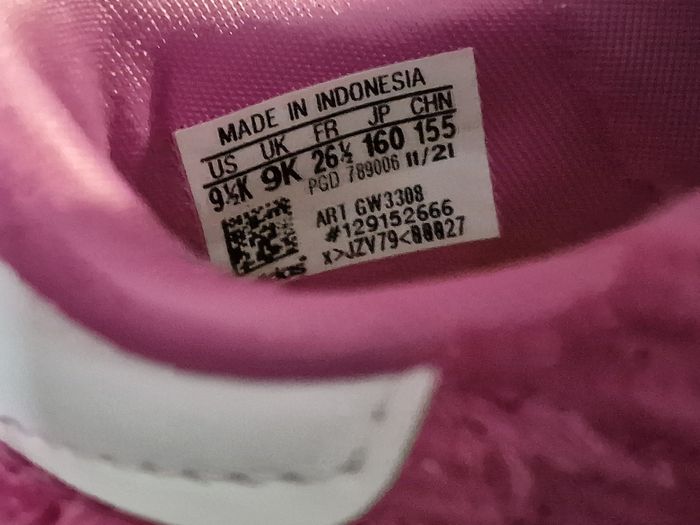 MADE IN INDONESIA
US UK FR JP CHN
9½K 9K 26½ 160 155
PGD 789006 11/21
ART GW3308
#129152666
x>JZV79<00027